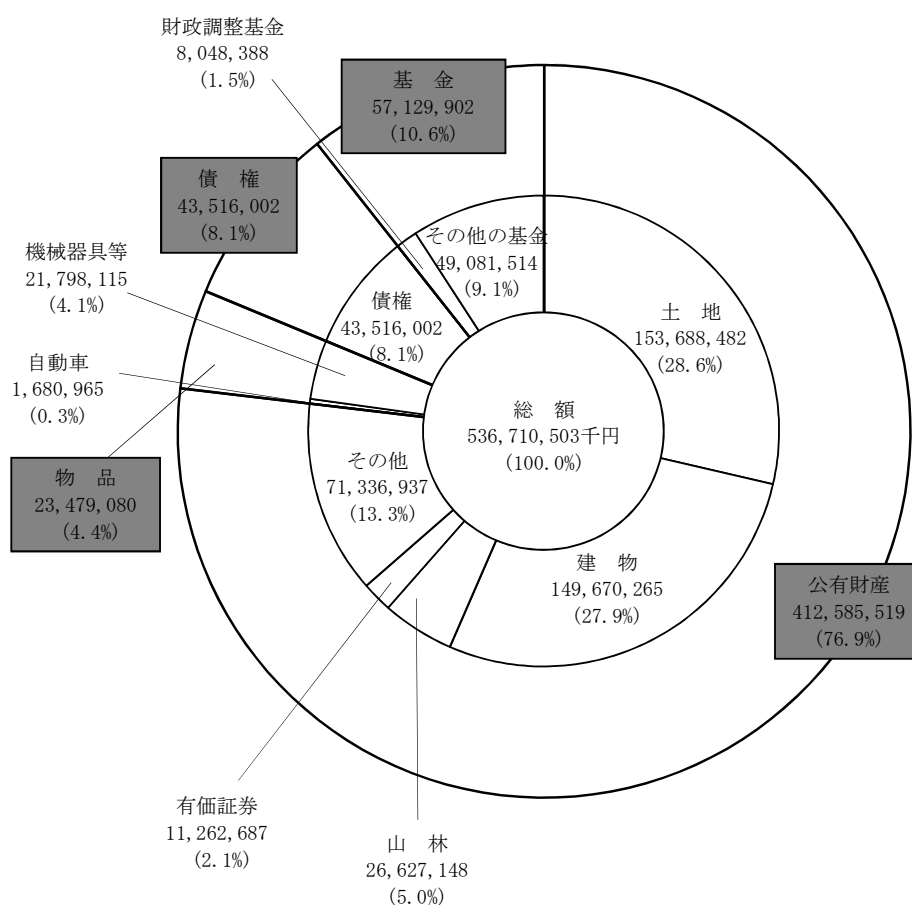 財政調整基金
8,048,388
(1.5%)
基　金
57,129,902
(10.6%)
債　権
43,516,002
(8.1%)
機械器具等
21,798,115
(4.1%)
その他の基金
49,081,514
(9.1%)
債権
43,516,002
(8.1%)
土　地
153,688,482
(28.6%)
自動車
1,680,965
(0.3%)
総　額
536,710,503千円
(100.0%)
物　品
23,479,080
(4.4%)
その他
71,336,937
(13.3%)
建　物
149,670,265
(27.9%)
公有財産
412,585,519
(76.9%)
有価証券
11,262,687
(2.1%)
山　林
26,627,148
(5.0%)